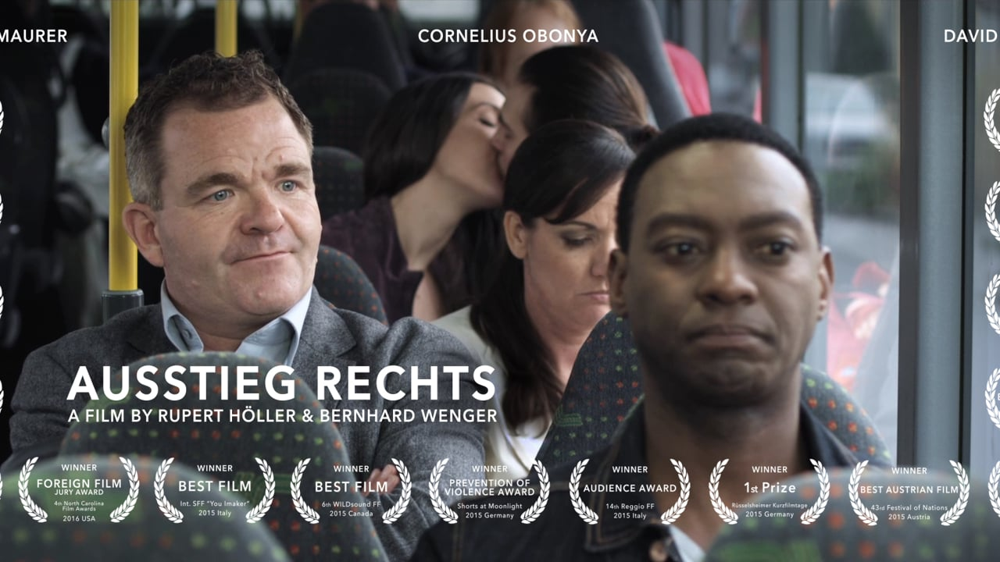 MAURER
CORNELIUS OBONYA
DAVID
AUSSTIEG RECHTS
A FILM BY RUPERT HÖLLER & BERNHARD WENGER
WINNER
FOREIGN FILM
JURY AWARD
4th North Carolina
Film Awards
2016 USA
WINNER
BEST FILM
Int. SFF "You Imaker"
2015 Italy
WINNER
BEST FILM
6th WILDsound FF
2015 Canada
WINNER
PREVENTION OF
VIOLENCE AWARD
Shorts at Moonlight
2015 Germany
WINNER
AUDIENCE AWARD
14th Reggio FF
2015 Italy
WINNER
1st Prize
Rüsselsheimer Kurzfilmtage
2015 Germany
WINNER
BEST AUSTRIAN FILM
43rd Festival of Nations
2015 Austria